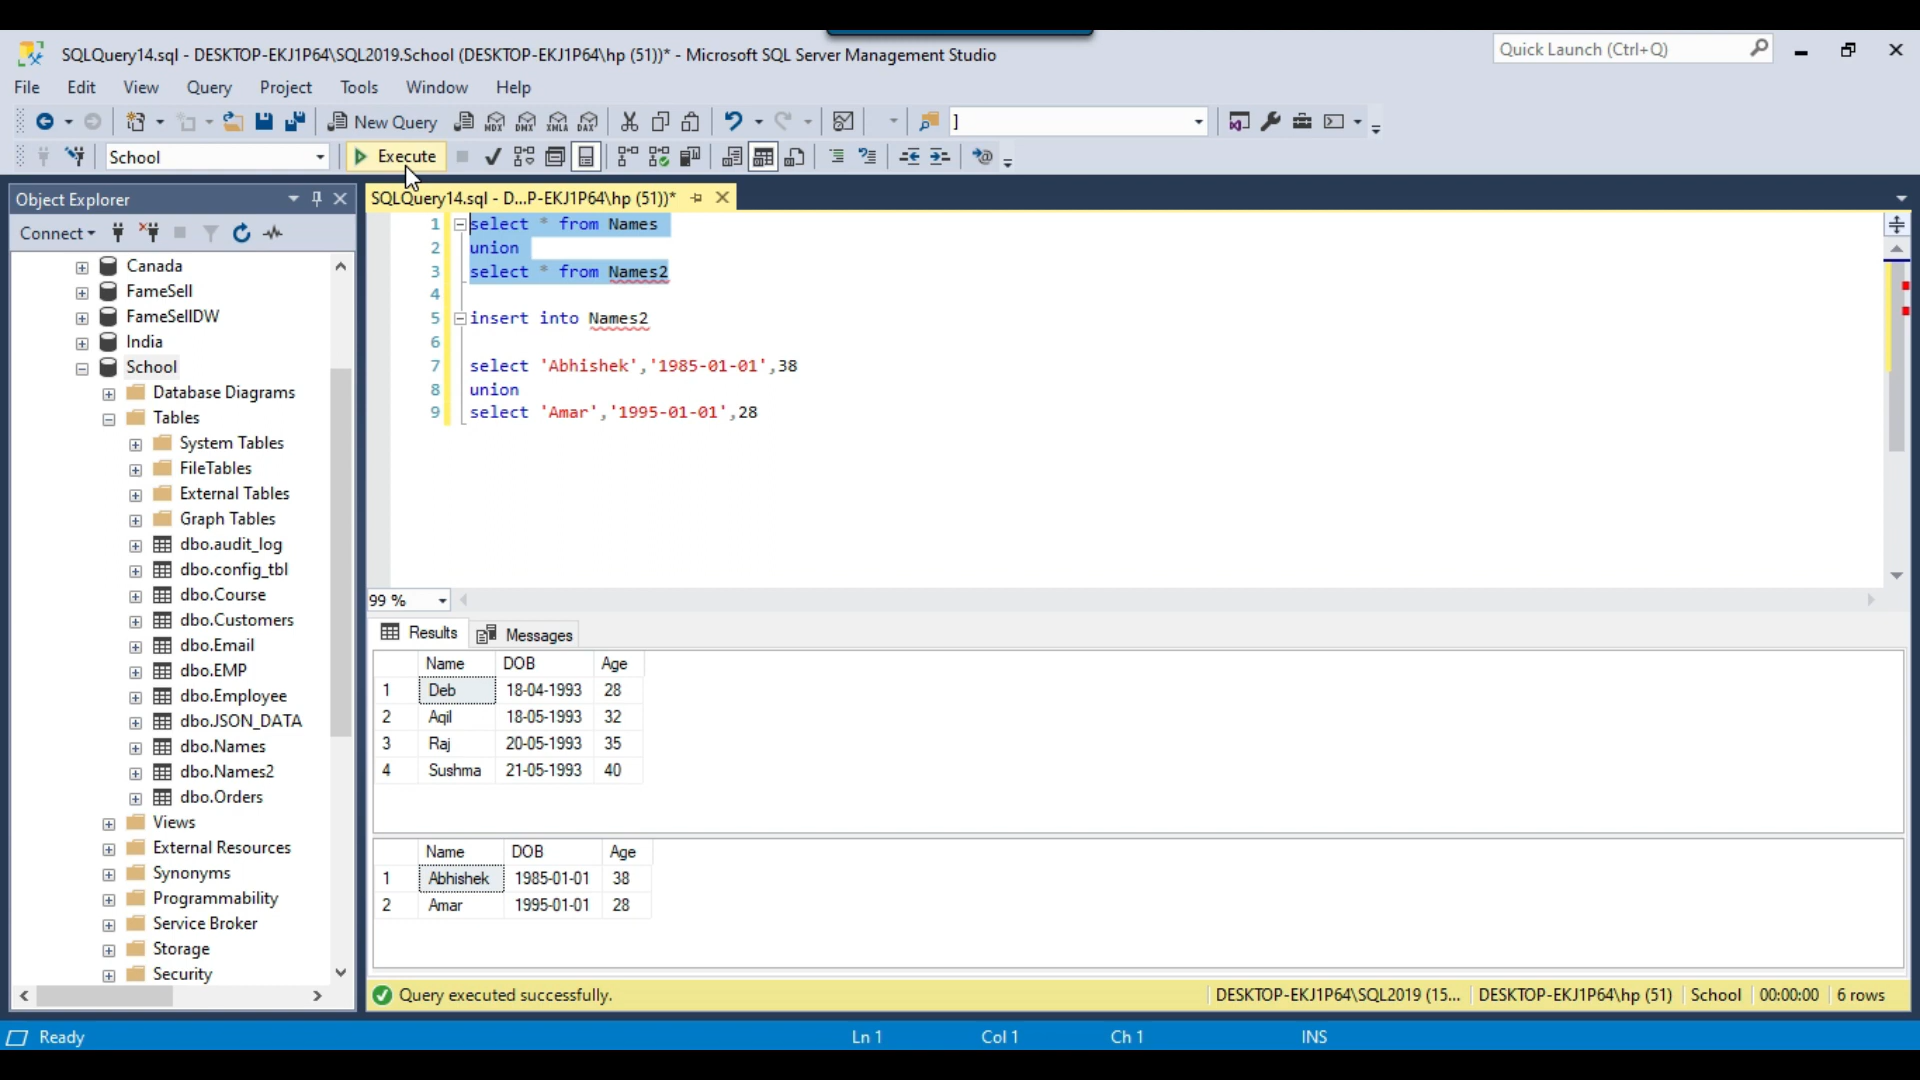 SQLQuery14.sql - DESKTOP-EKJ1P64\SQL2019.School (DESKTOP-EKJ1P64\hp (51))* - Microsoft SQL Server Management Studio
Quick Launch (Ctrl+Q)
File Edit View Query Project Tools Window Help
New Query MDX DMX XMLA DAX ]
School Execute
Object Explorer
SQLQuery14.sql - D...P-EKJ1P64\hp (51))*
Connect
Canada
FameSell
FameSellDW
India
School
Database Diagrams
Tables
System Tables
FileTables
External Tables
Graph Tables
dbo.audit_log
dbo.config_tbl
dbo.Course
dbo.Customers
dbo.Email
dbo.EMP
dbo.Employee
dbo.JSON_DATA
dbo.Names
dbo.Names2
dbo.Orders
Views
External Resources
Synonyms
Programmability
Service Broker
Storage
Security
1 select * from Names
2 union
3 select * from Names2
4
5 insert into Names2
6
7 select 'Abhishek','1985-01-01',38
8 union
9 select 'Amar','1995-01-01',28
99 %
Results Messages
Name DOB Age
1 Deb 18-04-1993 28
2 Aqil 18-05-1993 32
3 Raj 20-05-1993 35
4 Sushma 21-05-1993 40
Name DOB Age
1 Abhishek 1985-01-01 38
2 Amar 1995-01-01 28
Query executed successfully. DESKTOP-EKJ1P64\SQL2019 (15... DESKTOP-EKJ1P64\hp (51) School 00:00:00 6 rows
Ready Ln 1 Col 1 Ch 1 INS